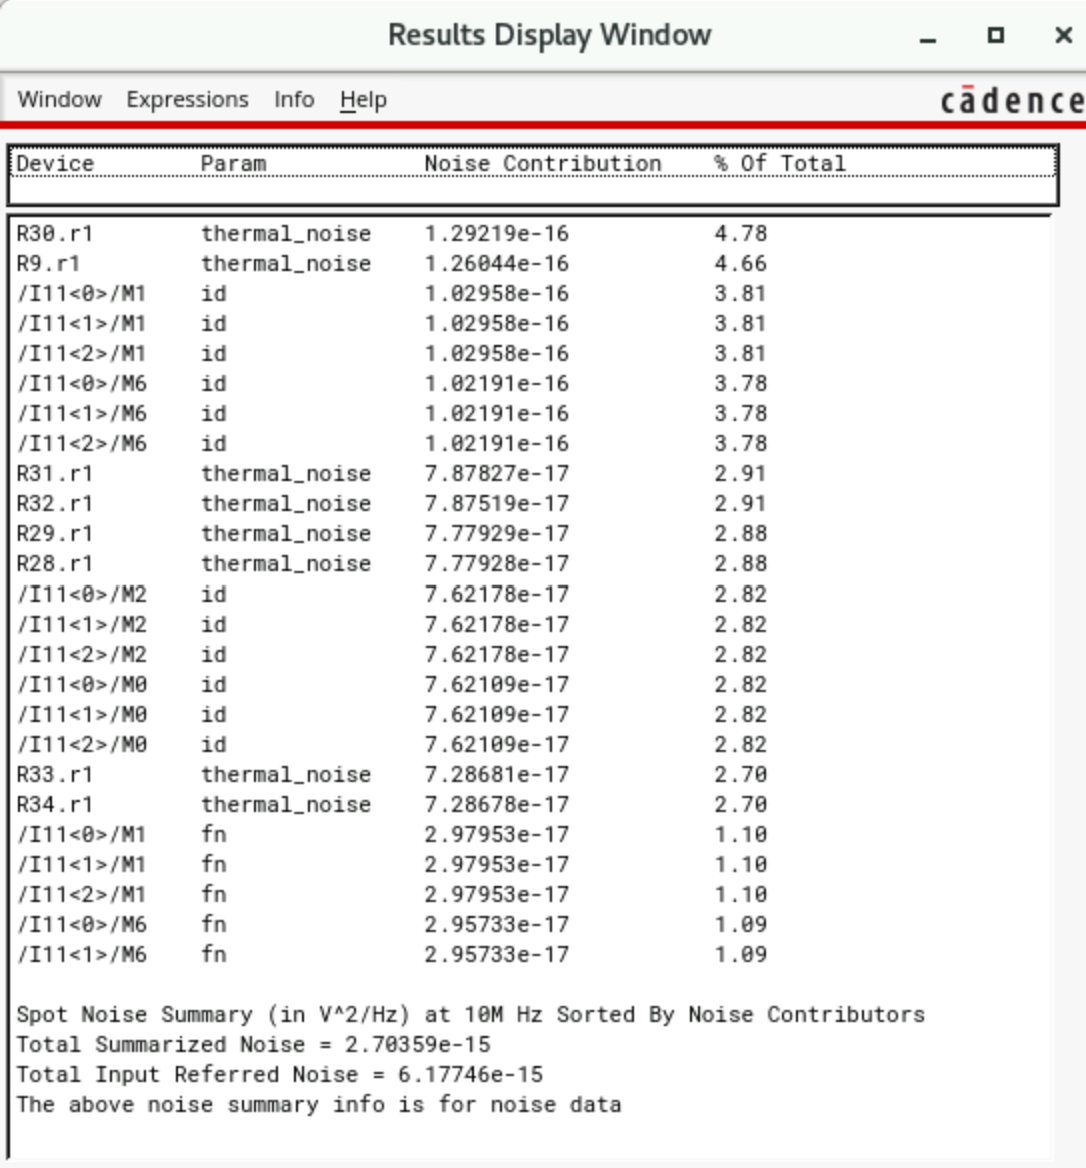 Results Display Window
Window Expressions Info Help
cādence
Device Param Noise Contribution % Of Total
R30.r1 thermal_noise 1.29219e-16 4.78
R9.r1 thermal_noise 1.26044e-16 4.66
/I11<0>/M1 id 1.02958e-16 3.81
/I11<1>/M1 id 1.02958e-16 3.81
/I11<2>/M1 id 1.02958e-16 3.81
/I11<0>/M6 id 1.02191e-16 3.78
/I11<1>/M6 id 1.02191e-16 3.78
/I11<2>/M6 id 1.02191e-16 3.78
R31.r1 thermal_noise 7.87827e-17 2.91
R32.r1 thermal_noise 7.87519e-17 2.91
R29.r1 thermal_noise 7.77929e-17 2.88
R28.r1 thermal_noise 7.77928e-17 2.88
/I11<0>/M2 id 7.62178e-17 2.82
/I11<1>/M2 id 7.62178e-17 2.82
/I11<2>/M2 id 7.62178e-17 2.82
/I11<0>/M0 id 7.62109e-17 2.82
/I11<1>/M0 id 7.62109e-17 2.82
/I11<2>/M0 id 7.62109e-17 2.82
R33.r1 thermal_noise 7.28681e-17 2.70
R34.r1 thermal_noise 7.28678e-17 2.70
/I11<0>/M1 fn 2.97953e-17 1.10
/I11<1>/M1 fn 2.97953e-17 1.10
/I11<2>/M1 fn 2.97953e-17 1.10
/I11<0>/M6 fn 2.95733e-17 1.09
/I11<1>/M6 fn 2.95733e-17 1.09
Spot Noise Summary (in V^2/Hz) at 10M Hz Sorted By Noise Contributors
Total Summarized Noise = 2.70359e-15
Total Input Referred Noise = 6.17746e-15
The above noise summary info is for noise data